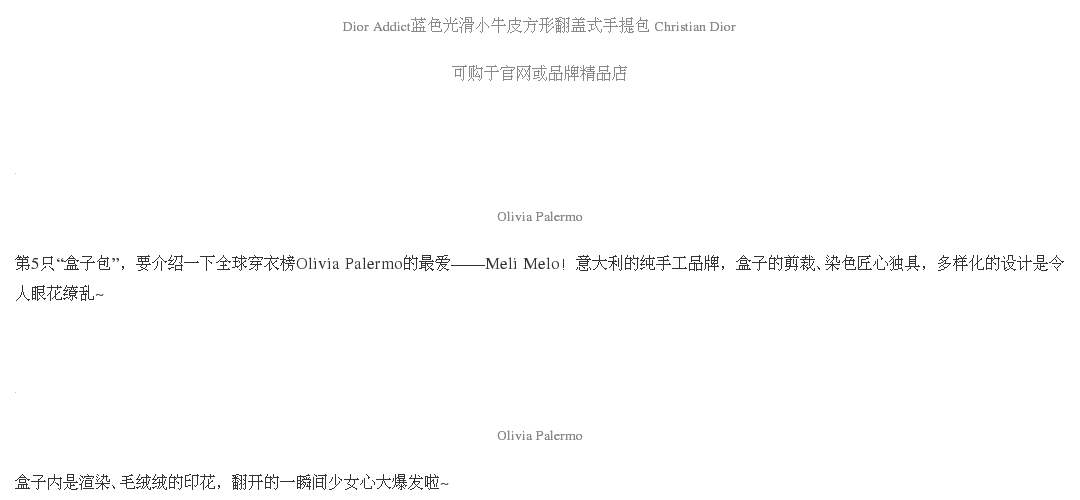 Dior Addict蓝色光滑小牛皮方形翻盖式手提包 Christian Dior
可购于官网或品牌精品店
Olivia Palermo
第5只“盒子包”，要介绍一下全球穿衣榜Olivia Palermo的最爱——Meli Melo！意大利的纯手工品牌，盒子的剪裁、染色匠心独具，多样化的设计是令
人眼花缭乱~
Olivia Palermo
盒子内是渲染、毛绒绒的印花，翻开的一瞬间少女心大爆发啦~